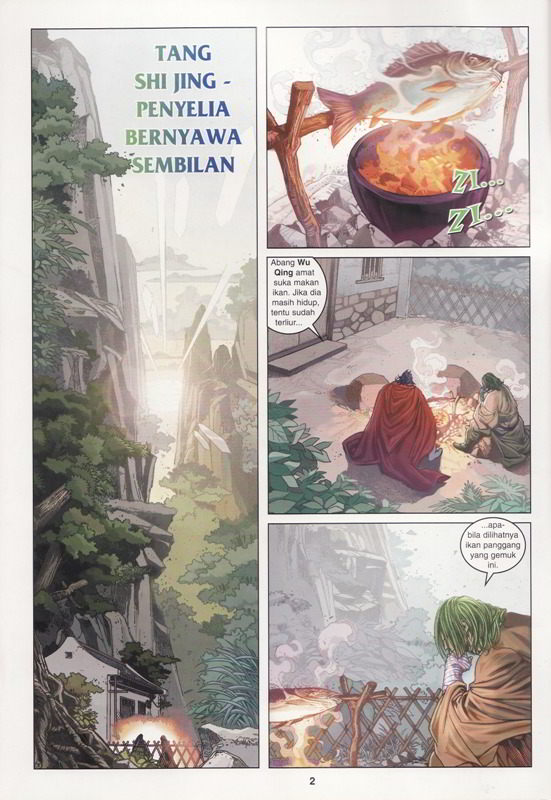 TANG
SHI JING -
PENYELIA
BERNYAWA
SEMBILAN
ZI...
ZI...
Abang Wu
Qing amat
suka makan
ikan. Jika dia
masih hidup,
tentu sudah
terliur...
...apa-
bila dilihatnya
ikan panggang
yang gemuk
ini.
2